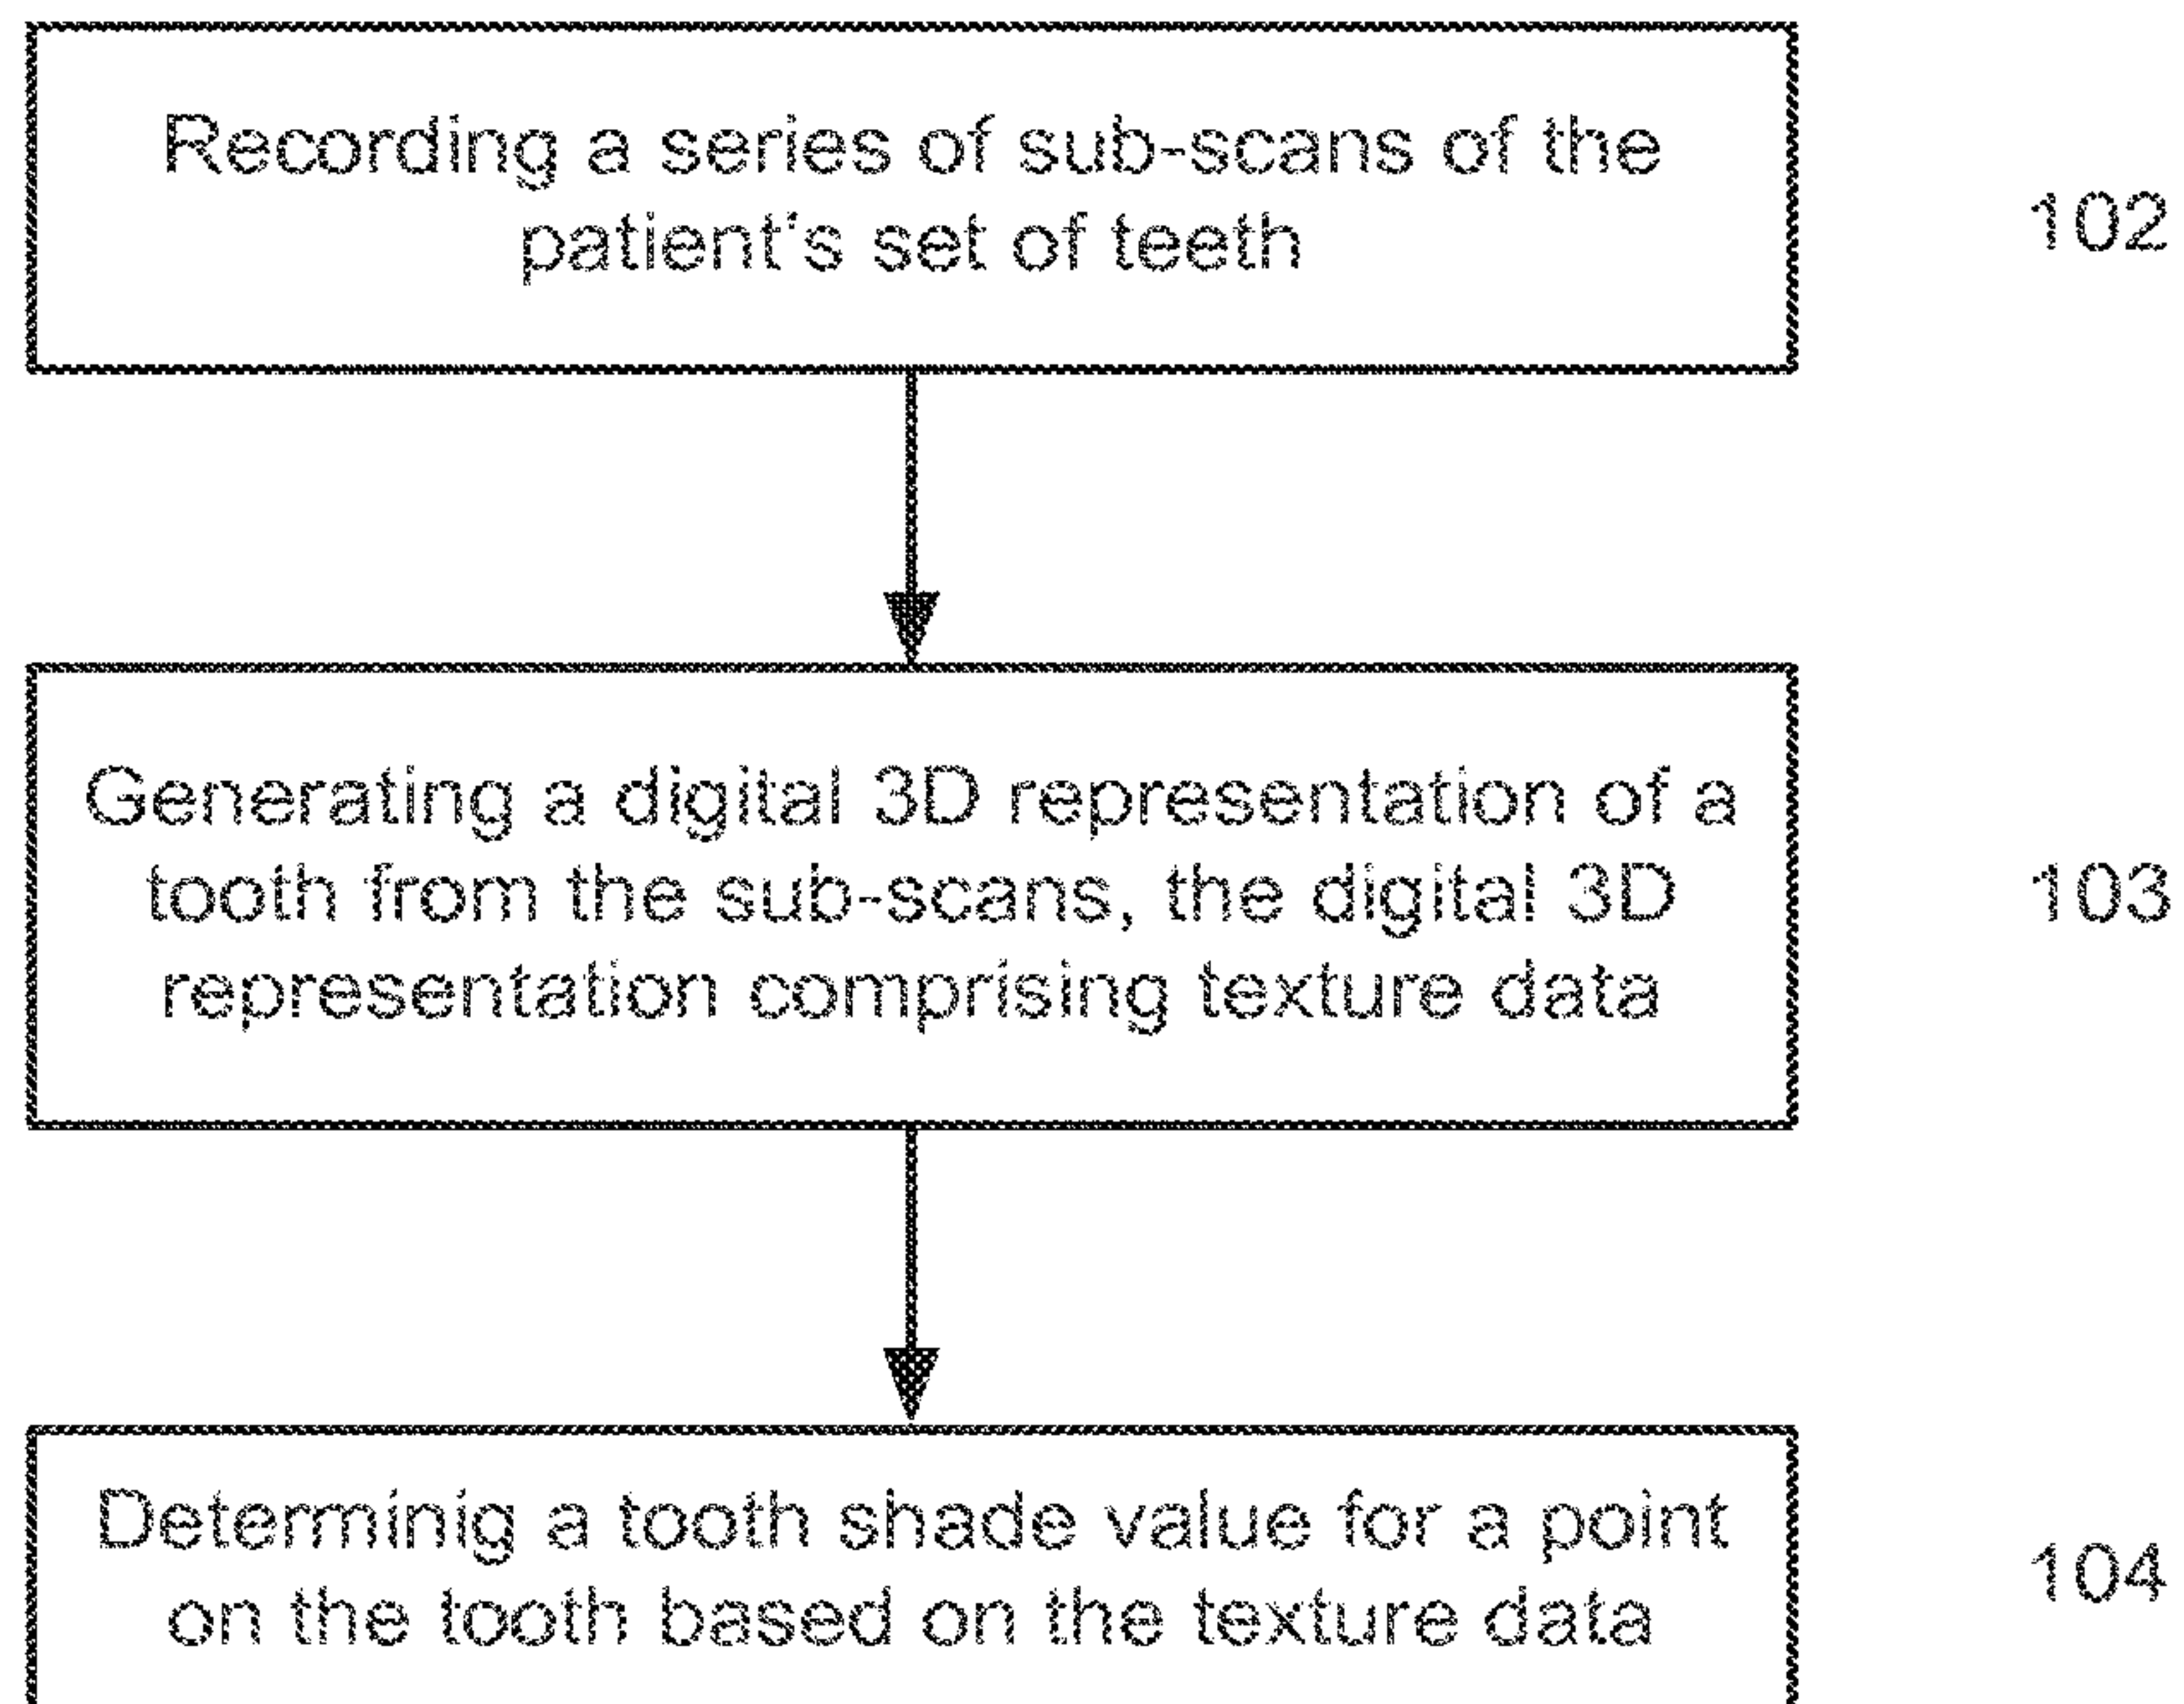 Recording a series of sub-scans of the
patient's set of teeth
102
Generating a digital 3D representation of a
tooth from the sub-scans, the digital 3D
representation comprising texture data
103
Determinig a tooth shade value for a point
on the tooth based on the texture data
104